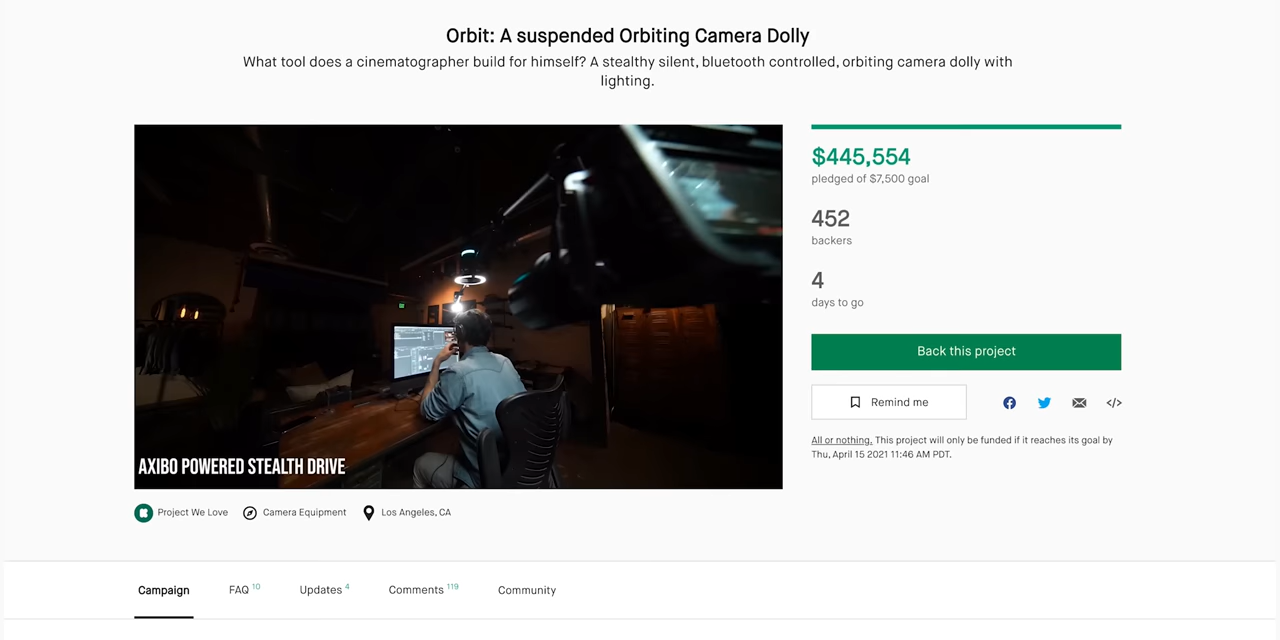 Orbit: A suspended Orbiting Camera Dolly
What tool does a cinematographer build for himself? A stealthy silent, bluetooth controlled, orbiting camera dolly with
lighting.
$445,554
pledged of $7,500 goal
452
backers
4
days to go
Back this project
Remind me
All or nothing. This project will only be funded if it reaches its goal by
Thu, April 15 2021 11:46 AM PDT.
AXIBO POWERED STEALTH DRIVE
Project We Love
Camera Equipment
Los Angeles, CA
Campaign
FAQ 10
Updates 4
Comments 119
Community